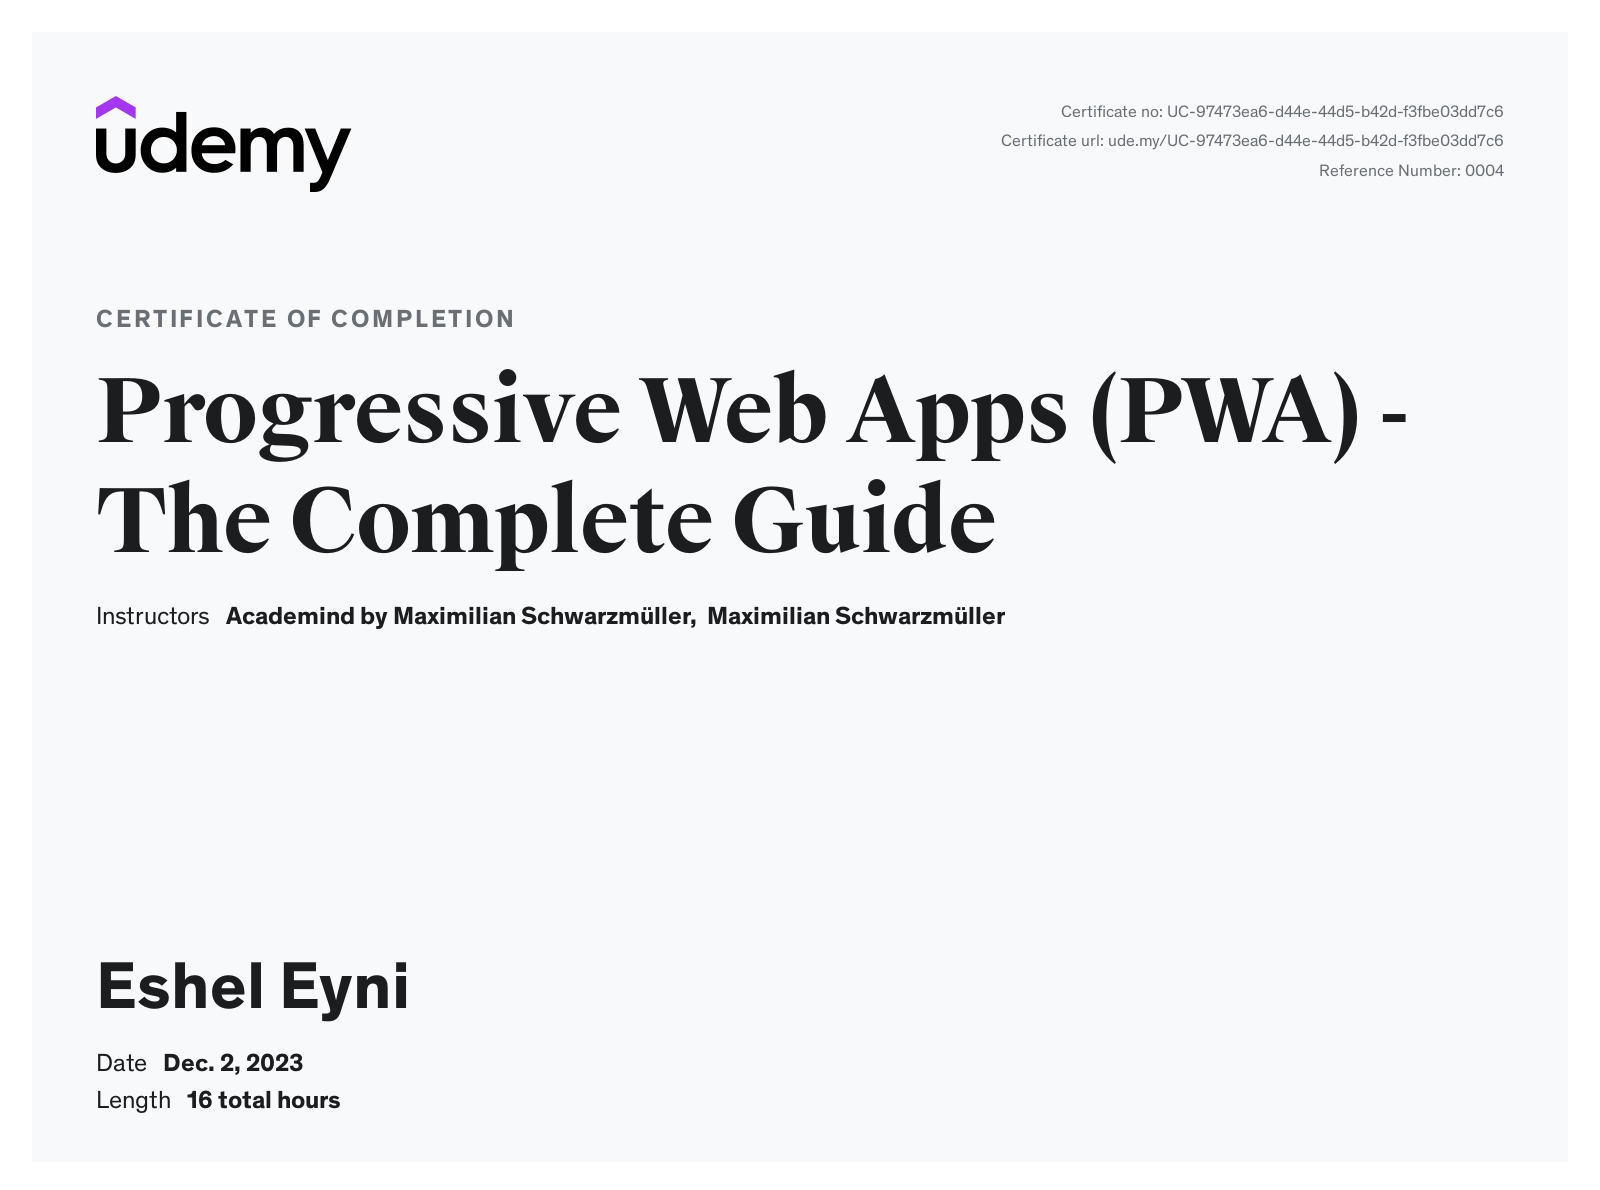 udemy
Certificate no: UC-97473ea6-d44e-44d5-b42d-f3fbe03dd7c6
Certificate url: ude.my/UC-97473ea6-d44e-44d5-b42d-f3fbe03dd7c6
Reference Number: 0004
CERTIFICATE OF COMPLETION
Progressive Web Apps (PWA) -
The Complete Guide
Instructors Academind by Maximilian Schwarzmüller, Maximilian Schwarzmüller
Eshel Eyni
Date Dec. 2, 2023
Length 16 total hours